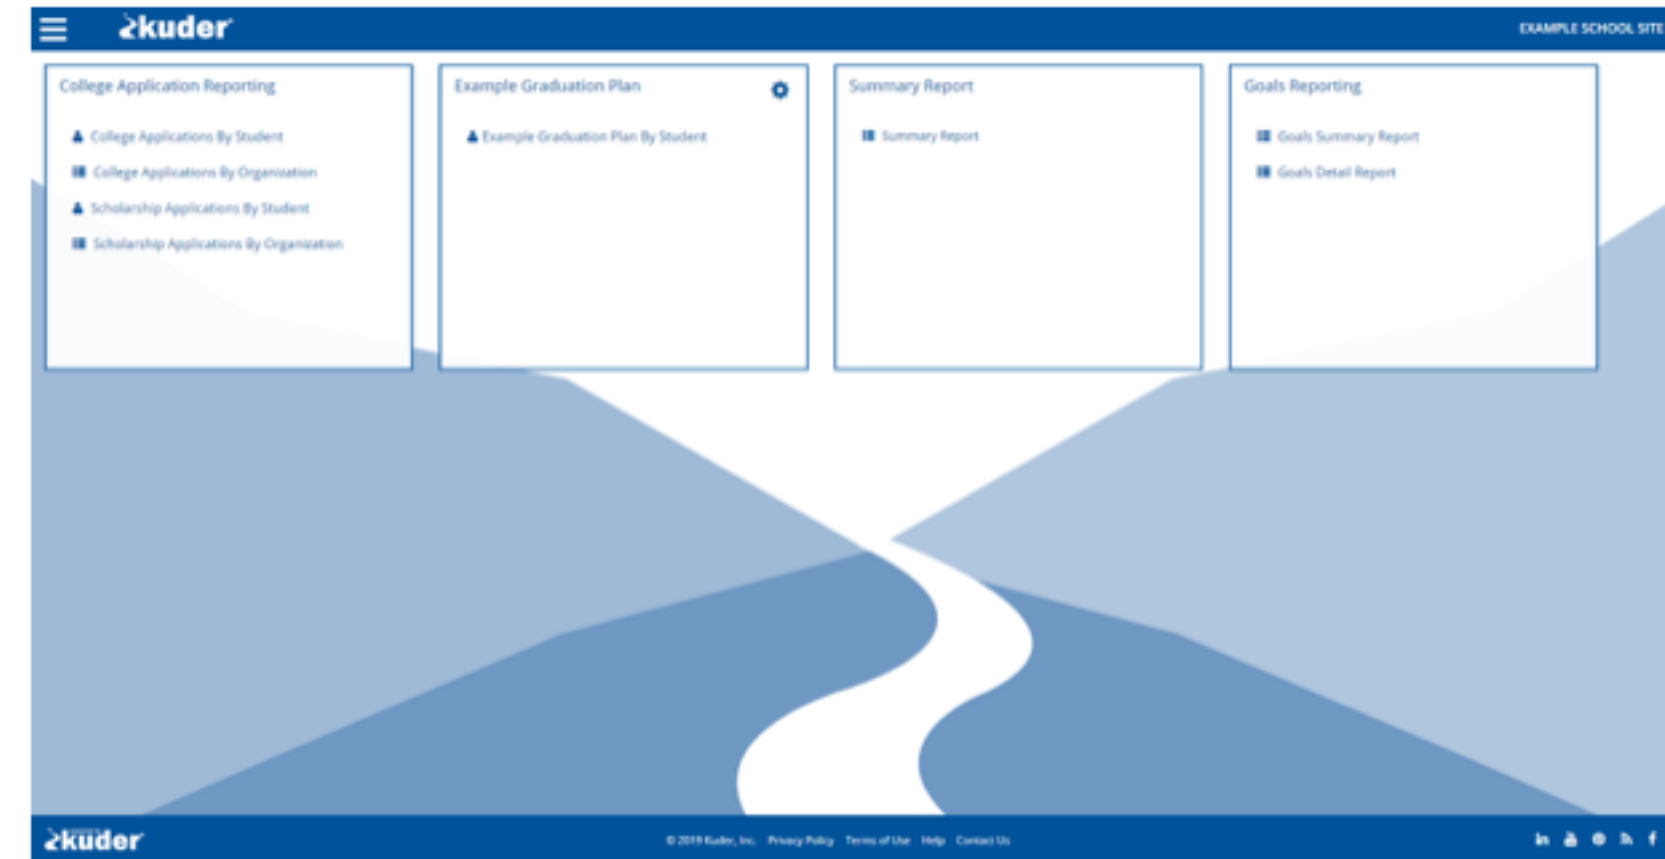 kuder
EXAMPLE SCHOOL SITE
College Application Reporting
College Applications By Student
College Applications By Organization
Scholarship Applications By Student
Scholarship Applications By Organization
Example Graduation Plan
Example Graduation Plan By Student
Summary Report
Summary Report
Goals Reporting
Goals Summary Report
Goals Detail Report
kuder
© 2019 Kuder, Inc. Privacy Policy Terms of Use Help Contact Us